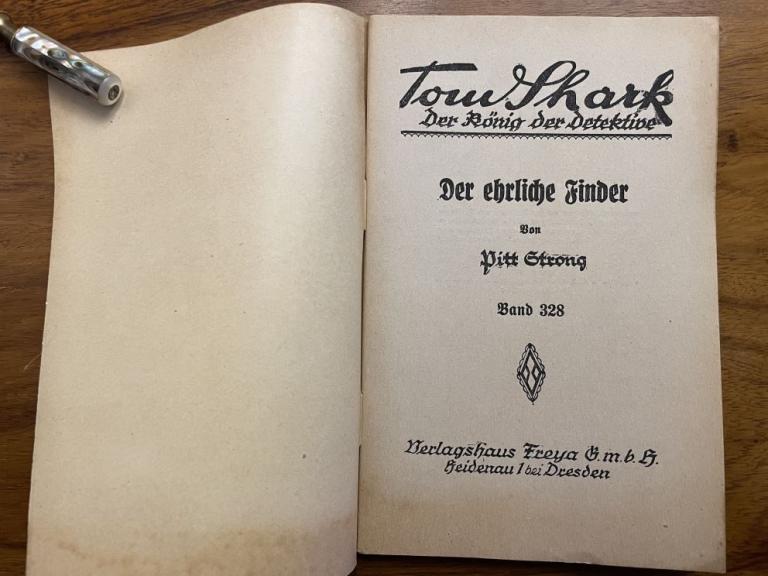 Tom Shark
Der König der Detektive
Der ehrliche Finder
Von
Pitt Strong
Band 328
Verlagshaus Freya G.m.b.H.
Heidenau 1 bei Dresden